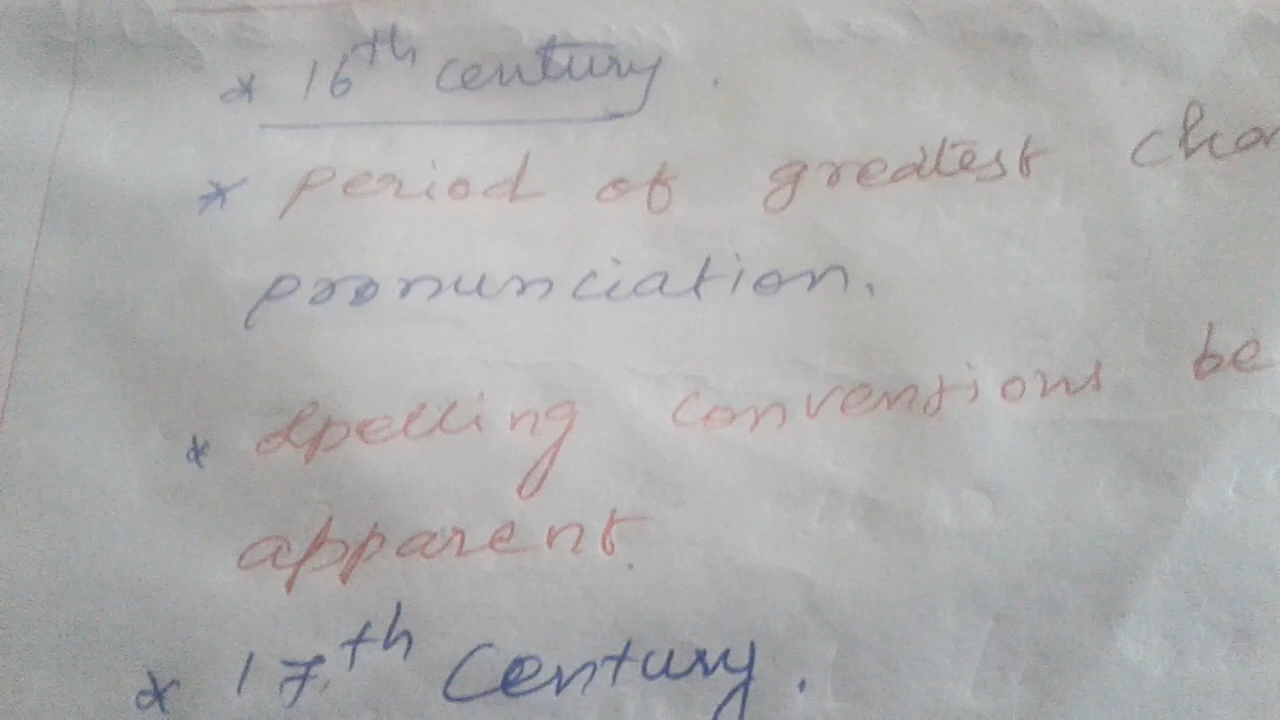 * 16th century.
* period of greatest cha
pronunciation.
* spelling conventions be
apparent.
* 17th Century.